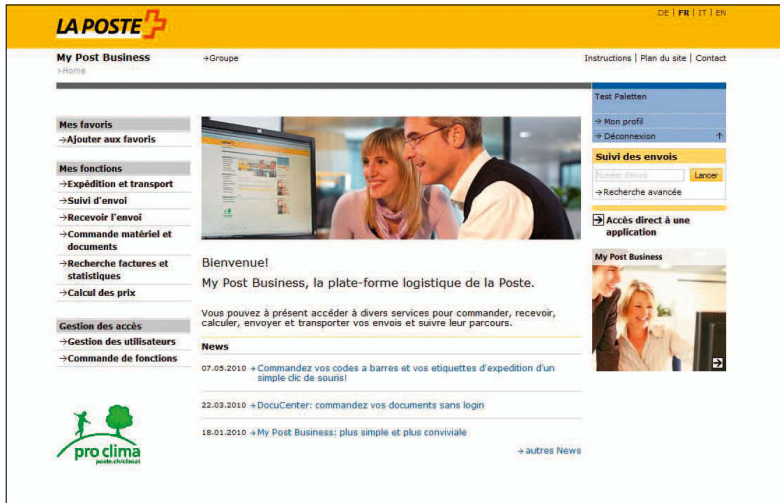 DE | FR | IT | EN
LA POSTE
My Post Business
→Groupe
Instructions | Plan du site | Contact
>Home
Test Paletten
→ Mon profil
→ Déconnexion ↑
Mes favoris
→Ajouter aux favoris
Mes fonctions
→Expédition et transport
→Suivi d'envoi
→Recevoir l'envoi
→Commande matériel et
documents
→Recherche factures et
statistiques
→Calcul des prix
Gestion des accès
→Gestion des utilisateurs
→Commande de fonctions
pro clima
poste.ch/climat
Bienvenue!
My Post Business, la plate-forme logistique de la Poste.
Vous pouvez à présent accéder à divers services pour commander, recevoir,
calculer, envoyer et transporter vos envois et suivre leur parcours.
News
07.05.2010 → Commandez vos codes a barres et vos etiquettes d'expedition d'un
simple clic de souris!
22.03.2010 → DocuCenter: commandez vos documents sans login
18.01.2010 → My Post Business: plus simple et plus conviviale
→ autres News
Suivi des envois
Numéro d'envoi
Lancer
→ Recherche avancée
→ Accès direct à une
application
My Post Business